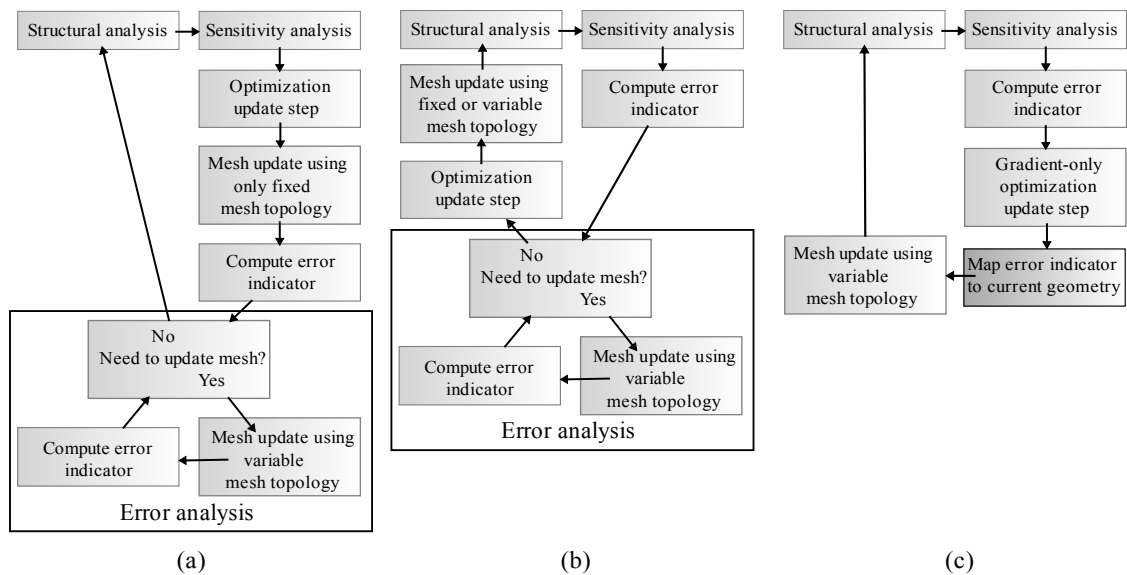 Structural analysis
Sensitivity analysis
Optimization
update step
Mesh update using
only fixed
mesh topology
Compute error
indicator
No
Need to update mesh?
Yes
Mesh update using
variable
mesh topology
Compute error
indicator
Error analysis
(a)
Structural analysis
Sensitivity analysis
Mesh update using
fixed or variable
mesh topology
Compute error
indicator
Optimization
update step
No
Need to update mesh?
Yes
Compute error
indicator
Mesh update using
variable
mesh topology
Error analysis
(b)
Structural analysis
Sensitivity analysis
Compute error
indicator
Gradient-only
optimization
update step
Mesh update using
variable
mesh topology
Map error indicator
to current geometry
(c)